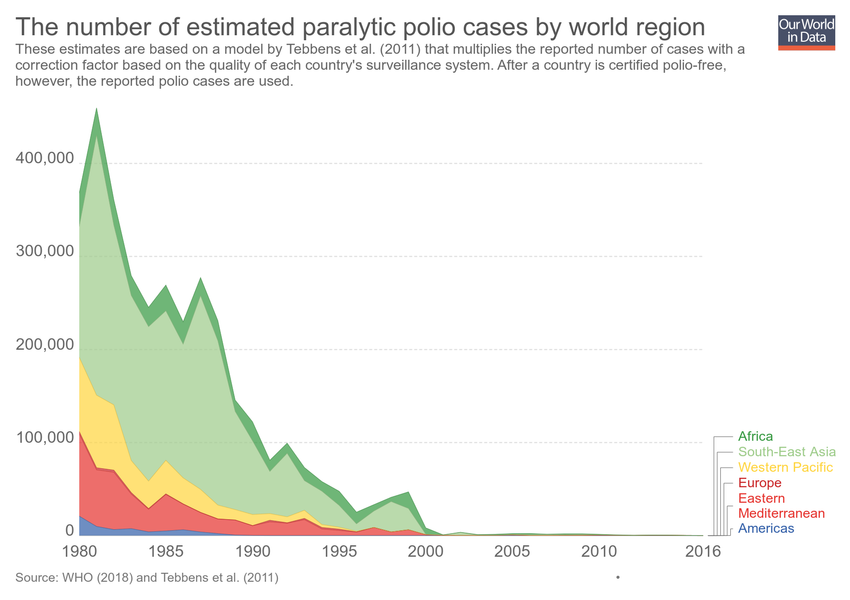 The number of estimated paralytic polio cases by world region
Our World
in Data
These estimates are based on a model by Tebbens et al. (2011) that multiplies the reported number of cases with a
correction factor based on the quality of each country's surveillance system. After a country is certified polio-free,
however, the reported polio cases are used.
400,000
300,000
200,000
100,000
0
Africa
South-East Asia
Western Pacific
Europe
Eastern
Mediterranean
Americas
1980 1985 1990 1995 2000 2005 2010 2016
Source: WHO (2018) and Tebbens et al. (2011)